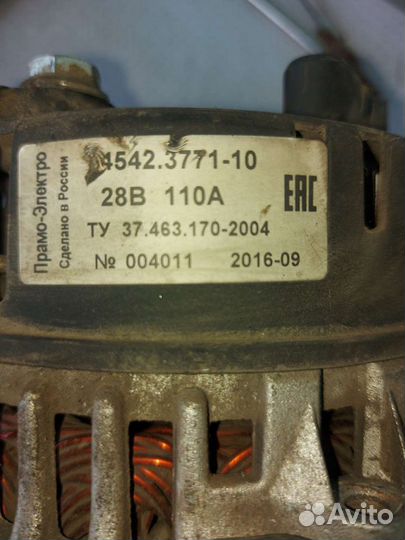 Прамо-Электро
Сделано в России
4542.3771-10
28В 110А
ТУ 37.463.170-2004
№ 004011 2016-09
EAC
Avito